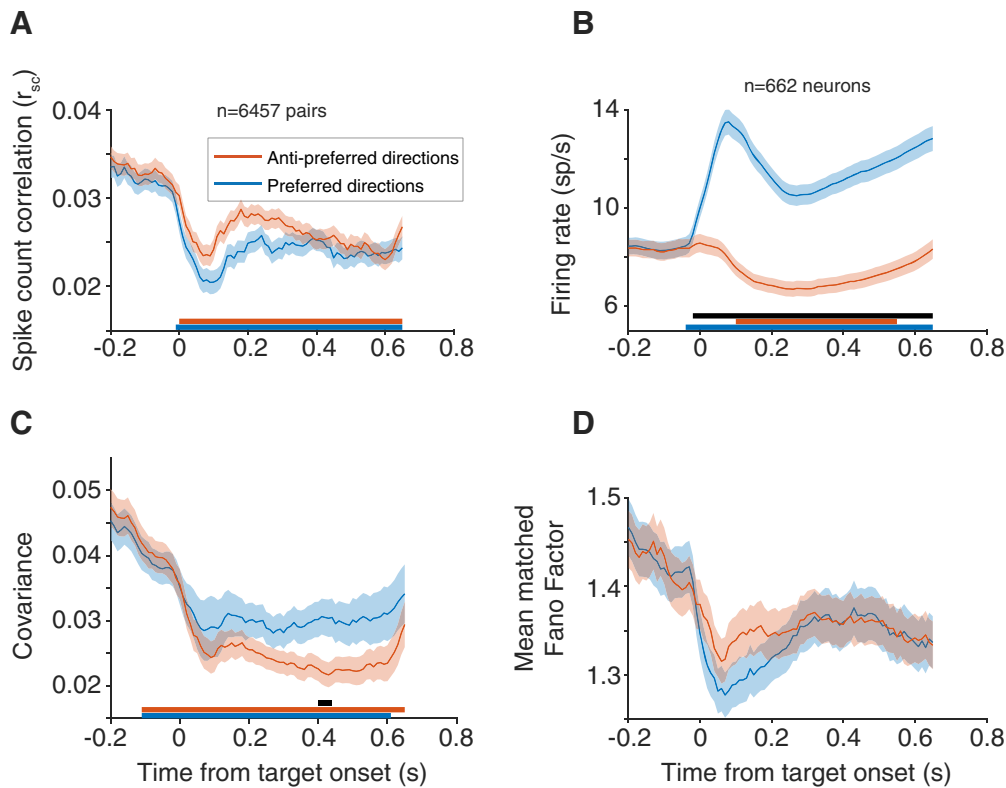 A
Spike count correlation (rsc)
n=6457 pairs
Anti-preferred directions
Preferred directions
0.04
0.03
0.02
-0.2 0 0.2 0.4 0.6 0.8
B
Firing rate (sp/s)
n=662 neurons
14
10
6
-0.2 0 0.2 0.4 0.6 0.8
C
Covariance
0.05
0.04
0.03
0.02
-0.2 0 0.2 0.4 0.6 0.8
Time from target onset (s)
D
Mean matched
Fano Factor
1.5
1.4
1.3
-0.2 0 0.2 0.4 0.6 0.8
Time from target onset (s)